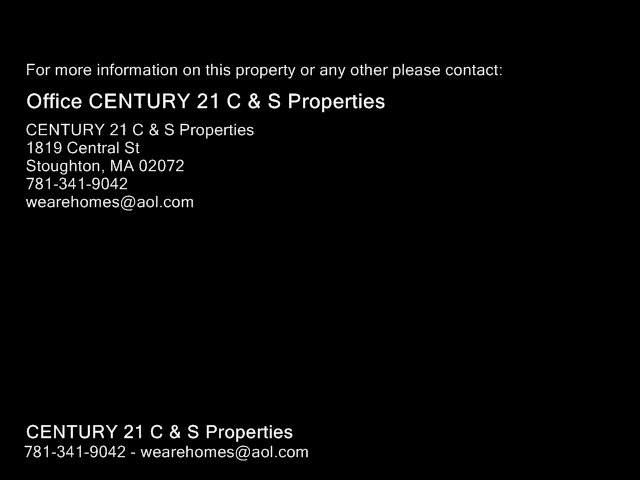 For more information on this property or any other please contact:
Office CENTURY 21 C & S Properties
CENTURY 21 C & S Properties
1819 Central St
Stoughton, MA 02072
781-341-9042
wearehomes@aol.com
CENTURY 21 C & S Properties
781-341-9042 - wearehomes@aol.com